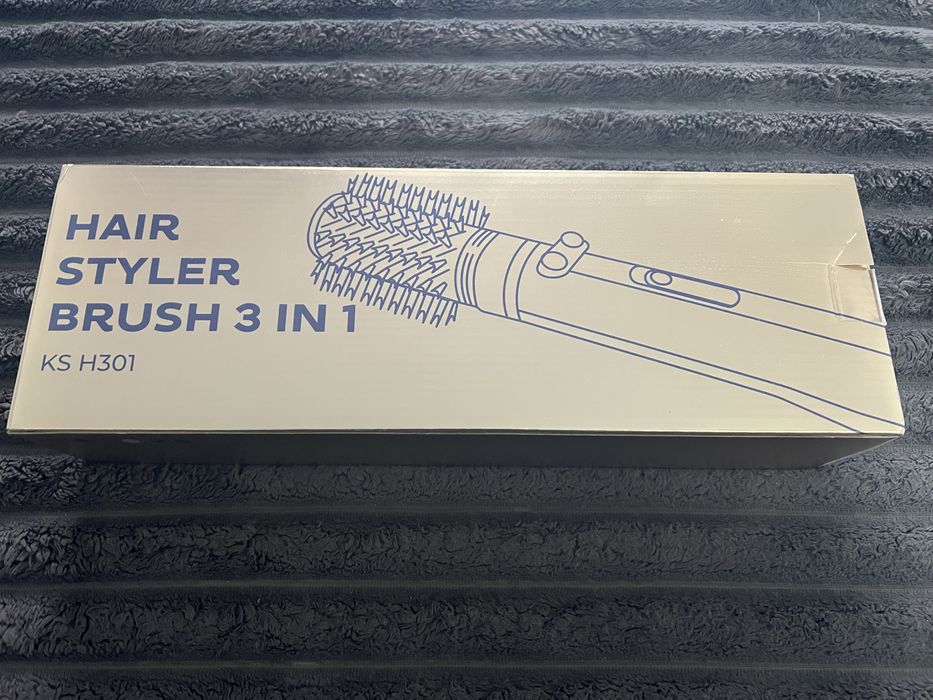 HAIR
STYLER
BRUSH 3 IN 1
KS H301